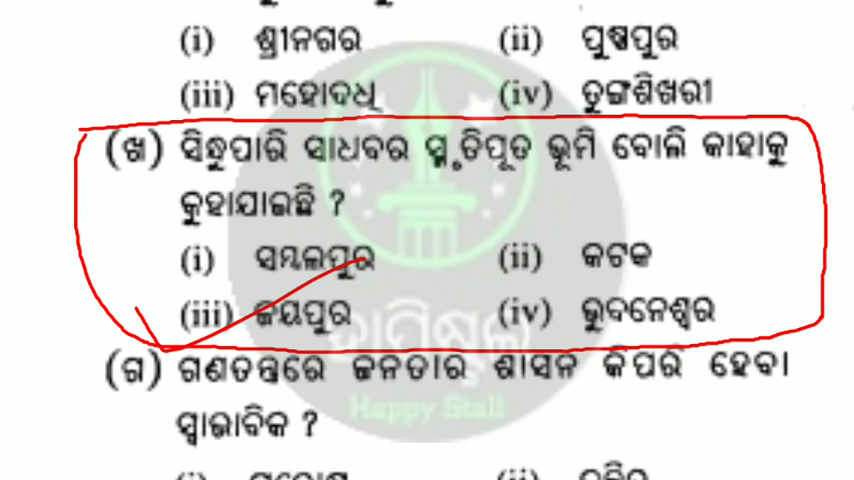 (i) ଶ୍ରୀନଗର (ii) ପୁଷ୍ପପୁର
(iii) ମହୋଦଧି (iv) ତୁଙ୍ଗଶିଖରୀ
(ଖ) ସିନ୍ଧୁପାରି ସାଧବର ସ୍ମୃତିପୂତ ଭୂମି ବୋଲି କାହାକୁ
କୁହାଯାଇଛି ?
(i) ସମ୍ବଲପୁର (ii) କଟକ
(iii) ଜୟପୁର (iv) ଭୁବନେଶ୍ୱର
(ଗ) ଗଣତନ୍ତ୍ରରେ ଜନତାର ଶାସନ କିପରି ହେବା
ସ୍ୱାଭାବିକ ?
Happy Stall